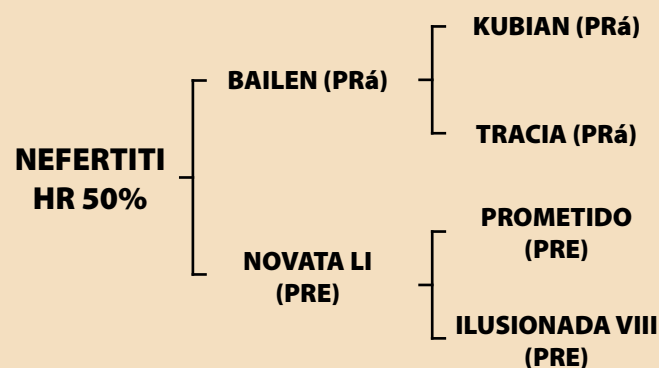 NEFERTITI
HR 50%
BAILEN (PRá)
NOVATA LI
(PRE)
KUBIAN (PRá)
TRACIA (PRá)
PROMETIDO
(PRE)
ILUSIONADA VIII
(PRE)